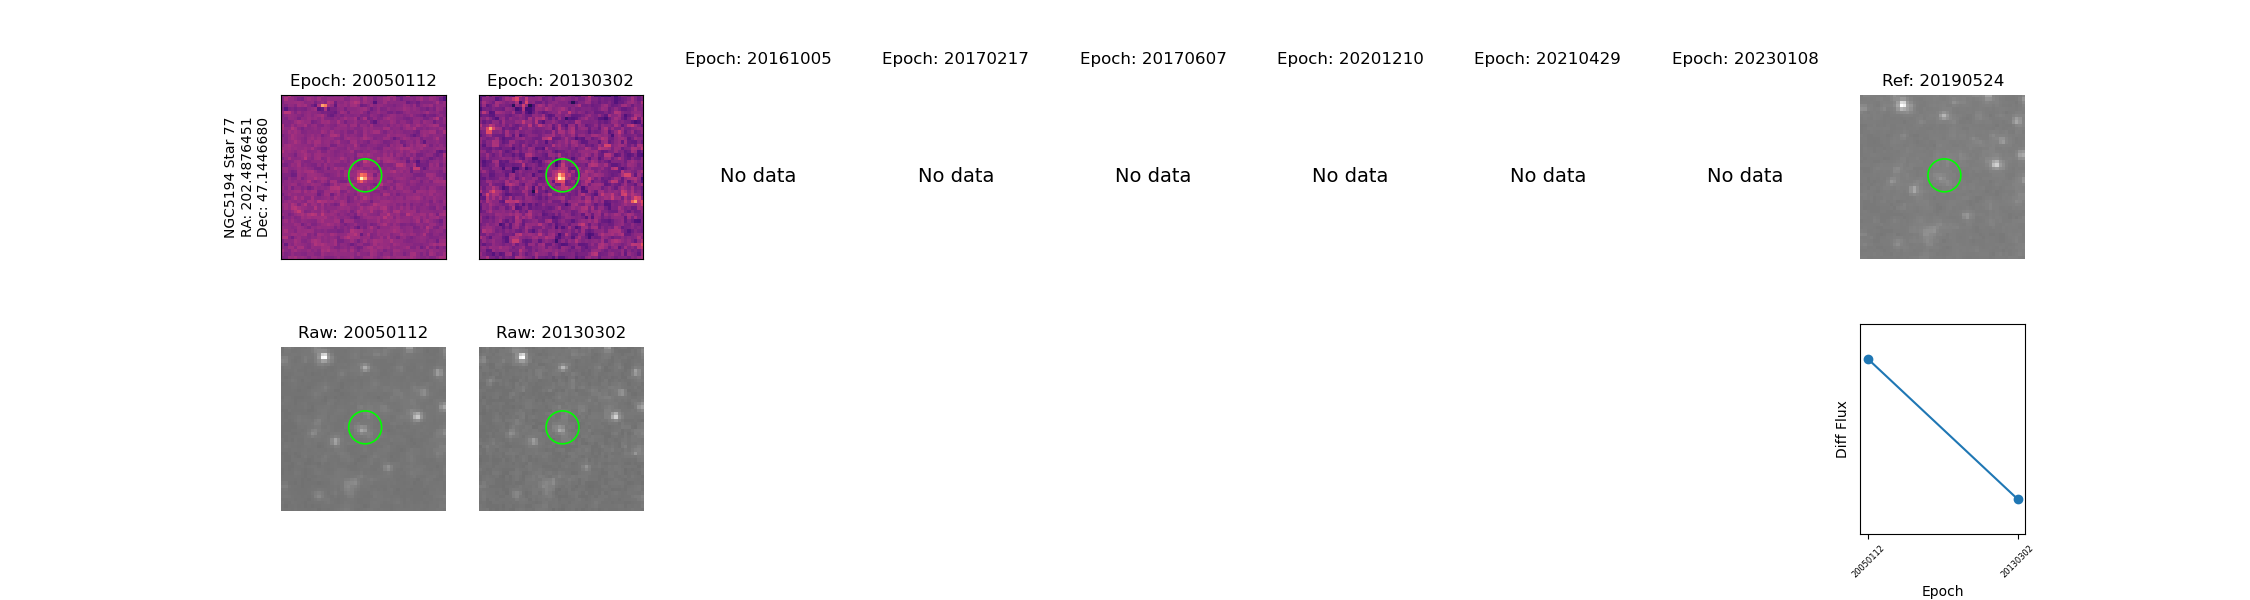 Epoch: 20050112
Epoch: 20130302
Epoch: 20161005
Epoch: 20170217
Epoch: 20170607
Epoch: 20201210
Epoch: 20210429
Epoch: 20230108
Ref: 20190524
NGC5194 Star 77
RA: 202.4876451
Dec: 47.1446680
No data
No data
No data
No data
No data
No data
Raw: 20050112
Raw: 20130302
Diff Flux
20050112
20130302
Epoch